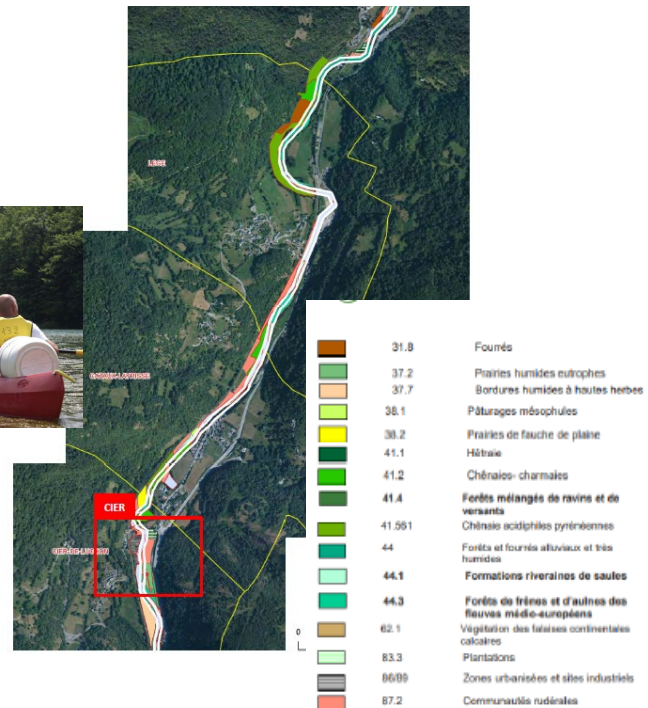 LEGE
CIER
31.8 Fourrés
37.2 Prairies humides eutrophes
37.7 Bordures humides à hautes herbes
38.1 Pâturages mésophules
38.2 Prairies de fauche de plaine
41.1 Hêtraie
41.2 Chênaies- charmaies
41.4 Forêts mélangés de ravins et de
versants
41.561 Chênaie acidiphiles pyrénéennes
44 Forêts et fourrés alluviaux et très
humides
44.1 Formations riveraines de saules
44.3 Forêts de frênes et d'aulnes des
fleuves médio-européens
62.1 Végétation des falaises continentales
calcaires
0
83.3 Plantations
86/89 Zones urbanisées et sites industriels
87.2 Communautés rudérales